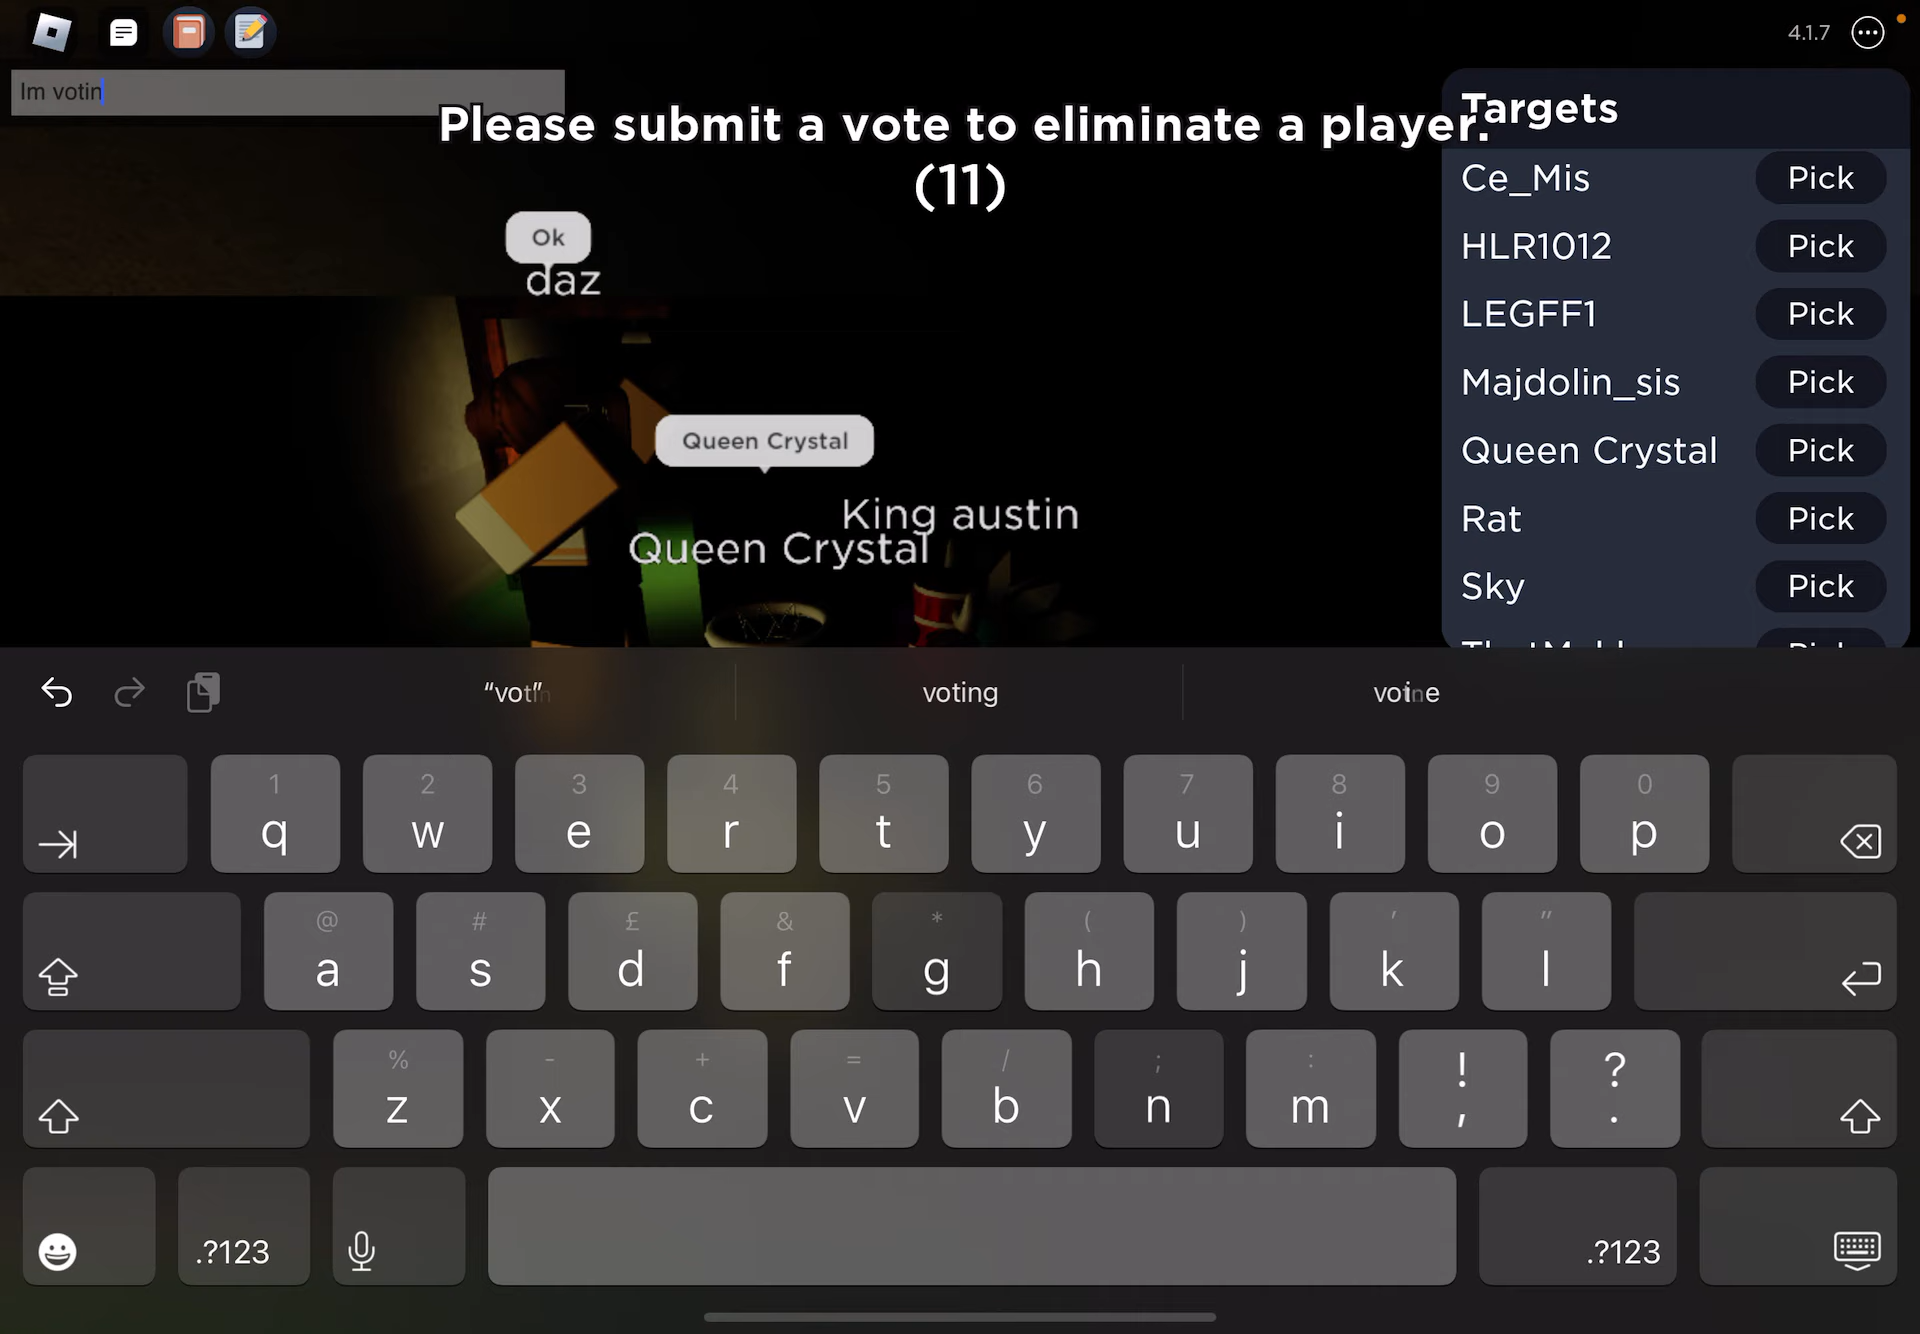 4.1.7
Im votin
Please submit a vote to eliminate a player.
(11)
Targets
Ce_Mis Pick
HLR1012 Pick
LEGFF1 Pick
Majdolin_sis Pick
Queen Crystal Pick
Rat Pick
Sky Pick
Ok
daz
Queen Crystal
King austin
Queen Crystal
voting
1 2 3 4 5 6 7 8 9 0
q w e r t y u i o p
@ # £ & * ( ) ' "
a s d f g h j k l
% - + = / ; : ! ?
z x c v b n m , .
.?123 .?123